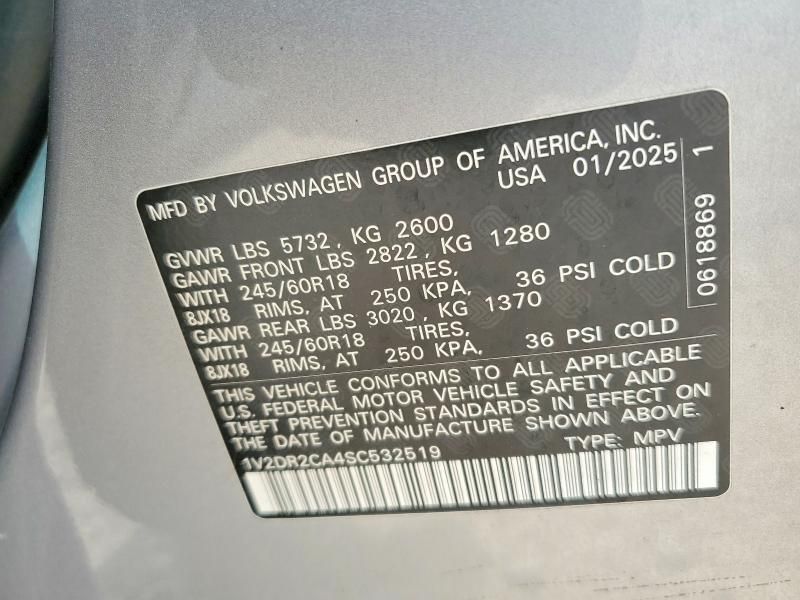 MFD BY VOLKSWAGEN GROUP OF AMERICA, INC.
USA 01/2025
GVWR LBS 5732, KG 2600
GAWR FRONT LBS 2822, KG 1280
WITH 245/60R18 TIRES,
8JX18 RIMS, AT 250 KPA, 36 PSI COLD
GAWR REAR LBS 3020, KG 1370
WITH 245/60R18 TIRES,
8JX18 RIMS, AT 250 KPA, 36 PSI COLD
THIS VEHICLE CONFORMS TO ALL APPLICABLE
U.S. FEDERAL MOTOR VEHICLE SAFETY AND
THEFT PREVENTION STANDARDS IN EFFECT ON
THE DATE OF MANUFACTURE SHOWN ABOVE.
1V2DR2CA4SC532519 TYPE: MPV
0618869 1